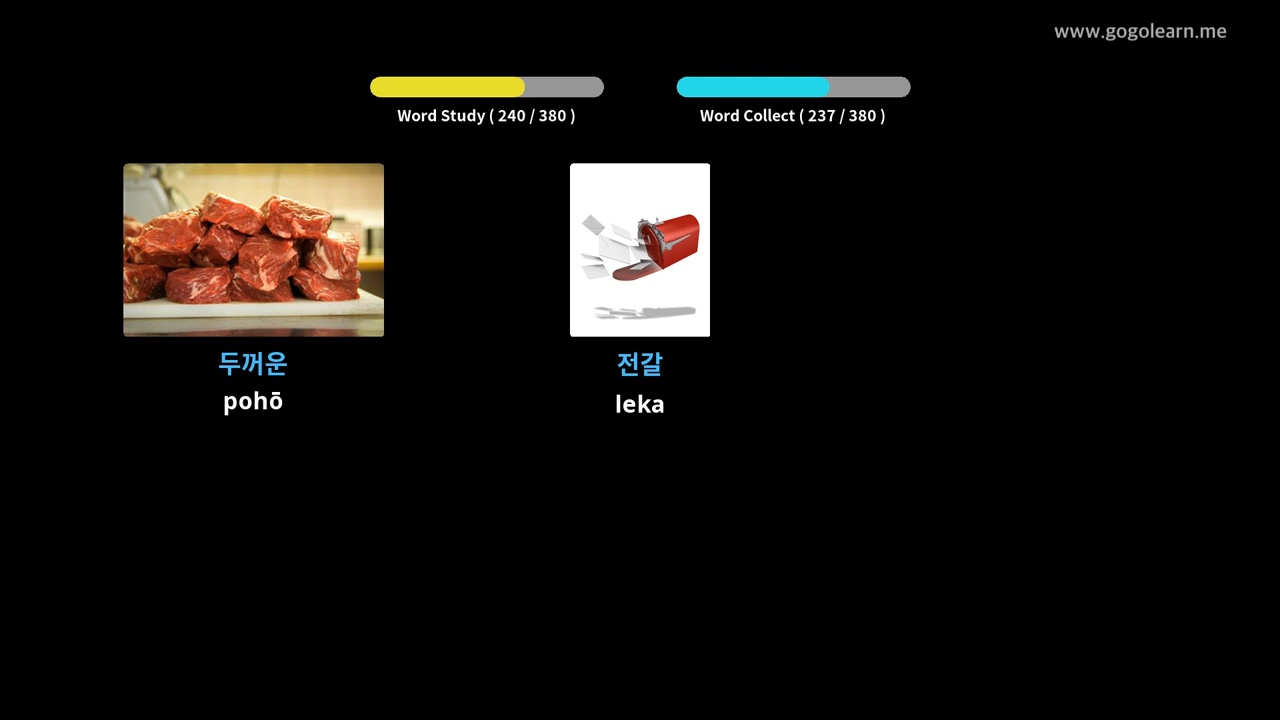 www.gogolearn.me
Word Study ( 240 / 380 )
Word Collect ( 237 / 380 )
두꺼운
pohō
전갈
leka